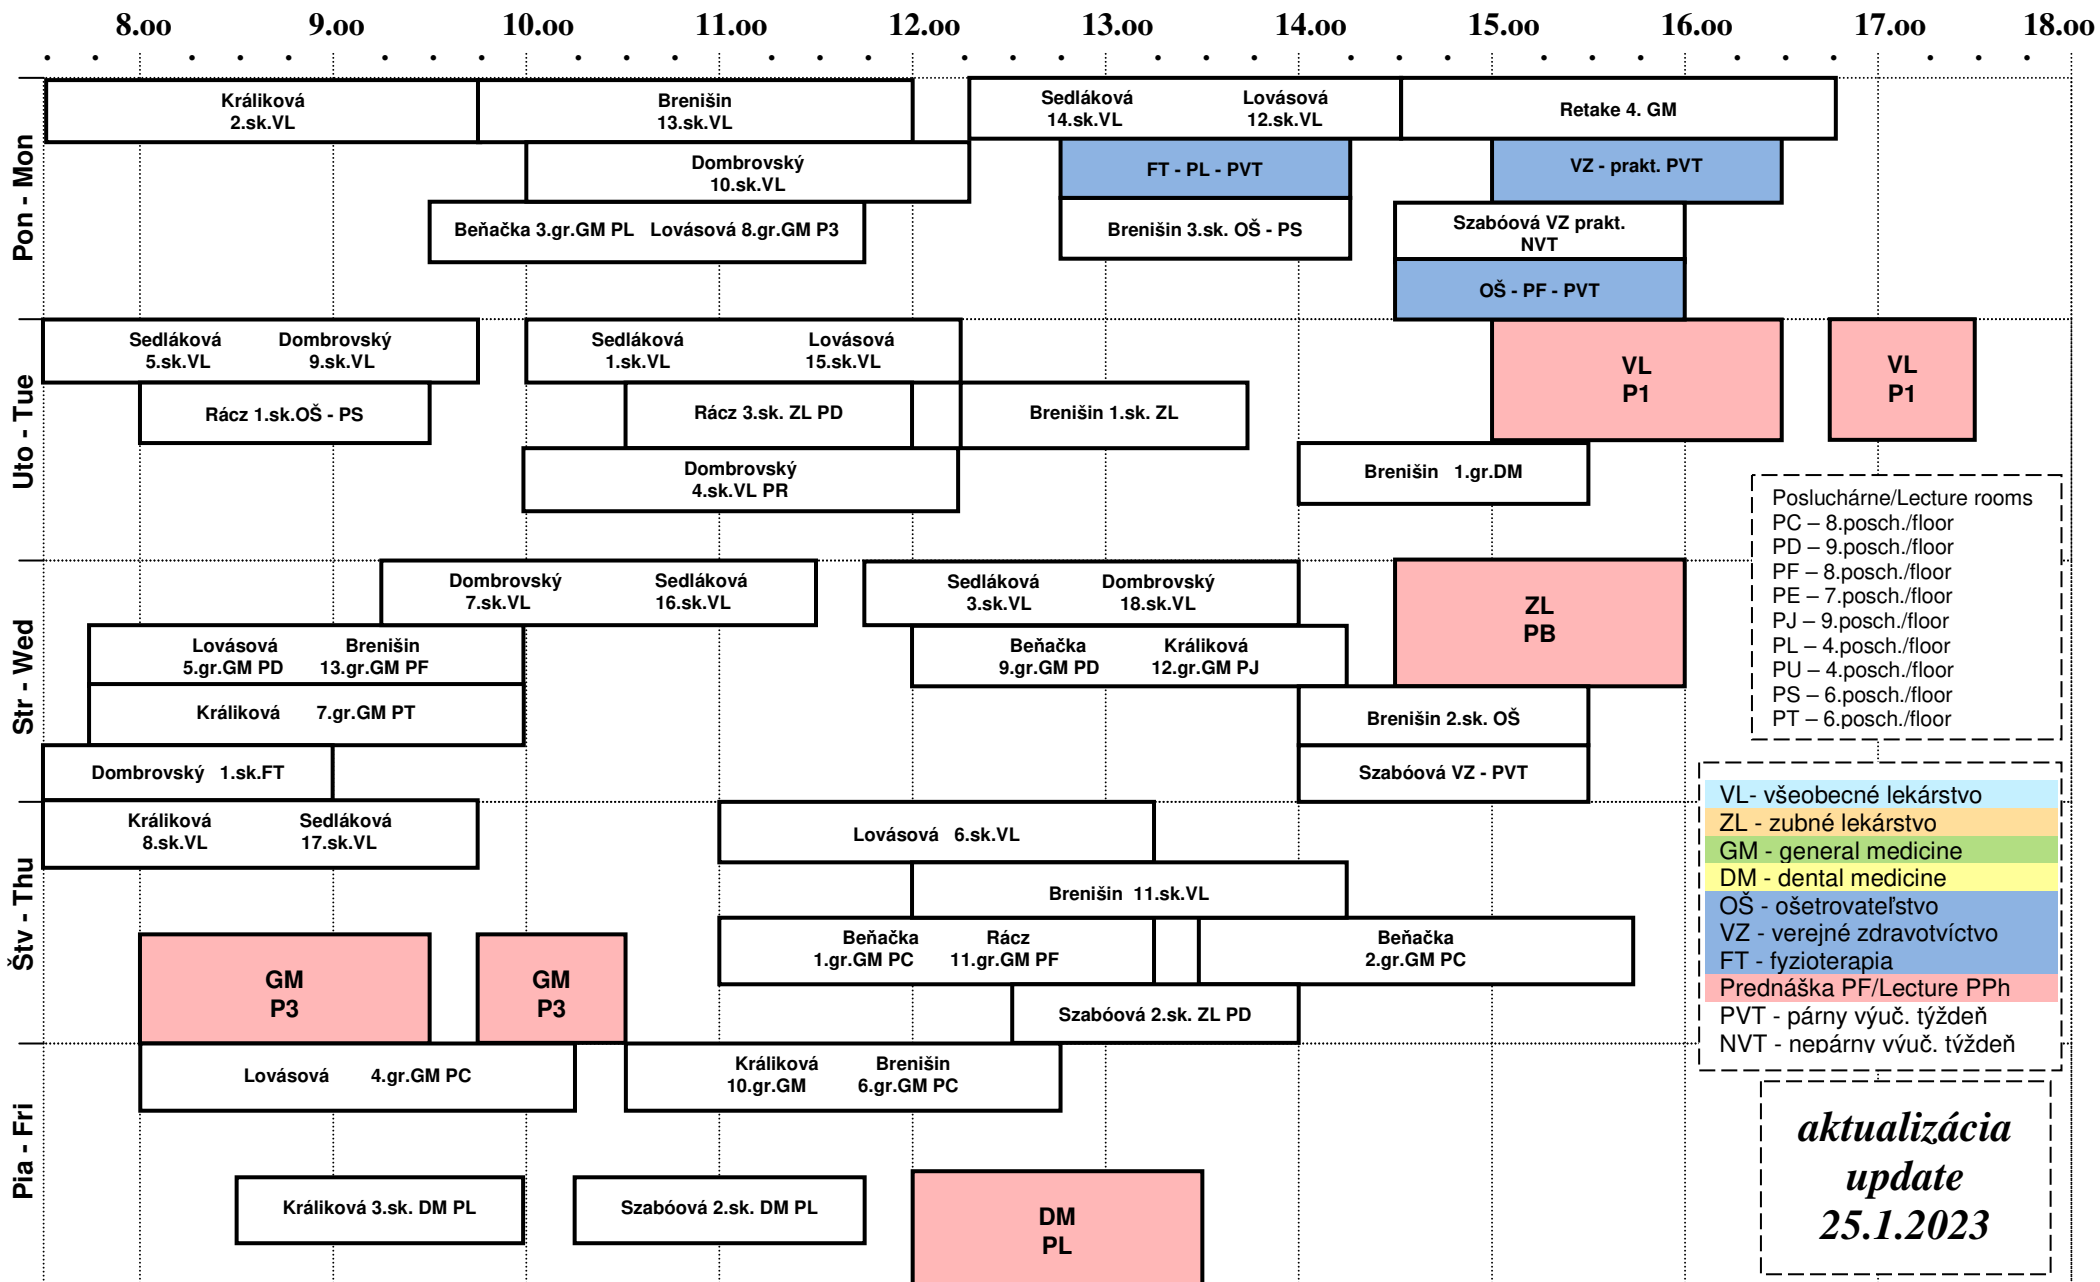 8.oo 9.oo 10.oo 11.oo 12.oo 13.oo 14.oo 15.oo 16.oo 17.oo 18.oo
Pon - Mon
Králiková
2.sk.VL
Brenišin
13.sk.VL
Sedláková Lovásová
14.sk.VL 12.sk.VL
Retake 4. GM
Dombrovský
10.sk.VL
FT - PL - PVT
VZ - prakt. PVT
Beňačka 3.gr.GM PL Lovásová 8.gr.GM P3
Brenišin 3.sk. OŠ - PS
Szabóová VZ prakt.
NVT
OŠ - PF - PVT
Uto - Tue
Sedláková Dombrovský
5.sk.VL 9.sk.VL
Sedláková Lovásová
1.sk.VL 15.sk.VL
VL
P1
VL
P1
Rácz 1.sk.OŠ - PS
Rácz 3.sk. ZL PD
Brenišin 1.sk. ZL
Dombrovský
4.sk.VL PR
Brenišin 1.gr.DM
Str - Wed
Dombrovský Sedláková
7.sk.VL 16.sk.VL
Sedláková Dombrovský
3.sk.VL 18.sk.VL
ZL
PB
Lovásová Brenišin
5.gr.GM PD 13.gr.GM PF
Beňačka Králiková
9.gr.GM PD 12.gr.GM PJ
Králiková 7.gr.GM PT
Brenišin 2.sk. OŠ
Dombrovský 1.sk.FT
Szabóová VZ - PVT
Štv - Thu
Králiková Sedláková
8.sk.VL 17.sk.VL
Lovásová 6.sk.VL
Brenišin 11.sk.VL
GM
P3
GM
P3
Beňačka Rácz
1.gr.GM PC 11.gr.GM PF
Beňačka
2.gr.GM PC
Szabóová 2.sk. ZL PD
Pia - Fri
Lovásová 4.gr.GM PC
Králiková Brenišin
10.gr.GM 6.gr.GM PC
Králiková 3.sk. DM PL
Szabóová 2.sk. DM PL
DM
PL
Poslucháme/Lecture rooms
PC – 8.posch./floor
PD – 9.posch./floor
PF – 8.posch./floor
PE – 7.posch./floor
PJ – 9.posch./floor
PL – 4.posch./floor
PU – 4.posch./floor
PS – 6.posch./floor
PT – 6.posch./floor
VL- všeobecné lekárstvo
ZL - zubné lekárstvo
GM - general medicine
DM - dental medicine
OŠ - ošetrovateľstvo
VZ - verejné zdravotvíctvo
FT - fyzioterapia
Prednáška PF/Lecture PPh
PVT - párny výuč. týždeň
NVT - nepárny výuč. týždeň
aktualizácia
update
25.1.2023